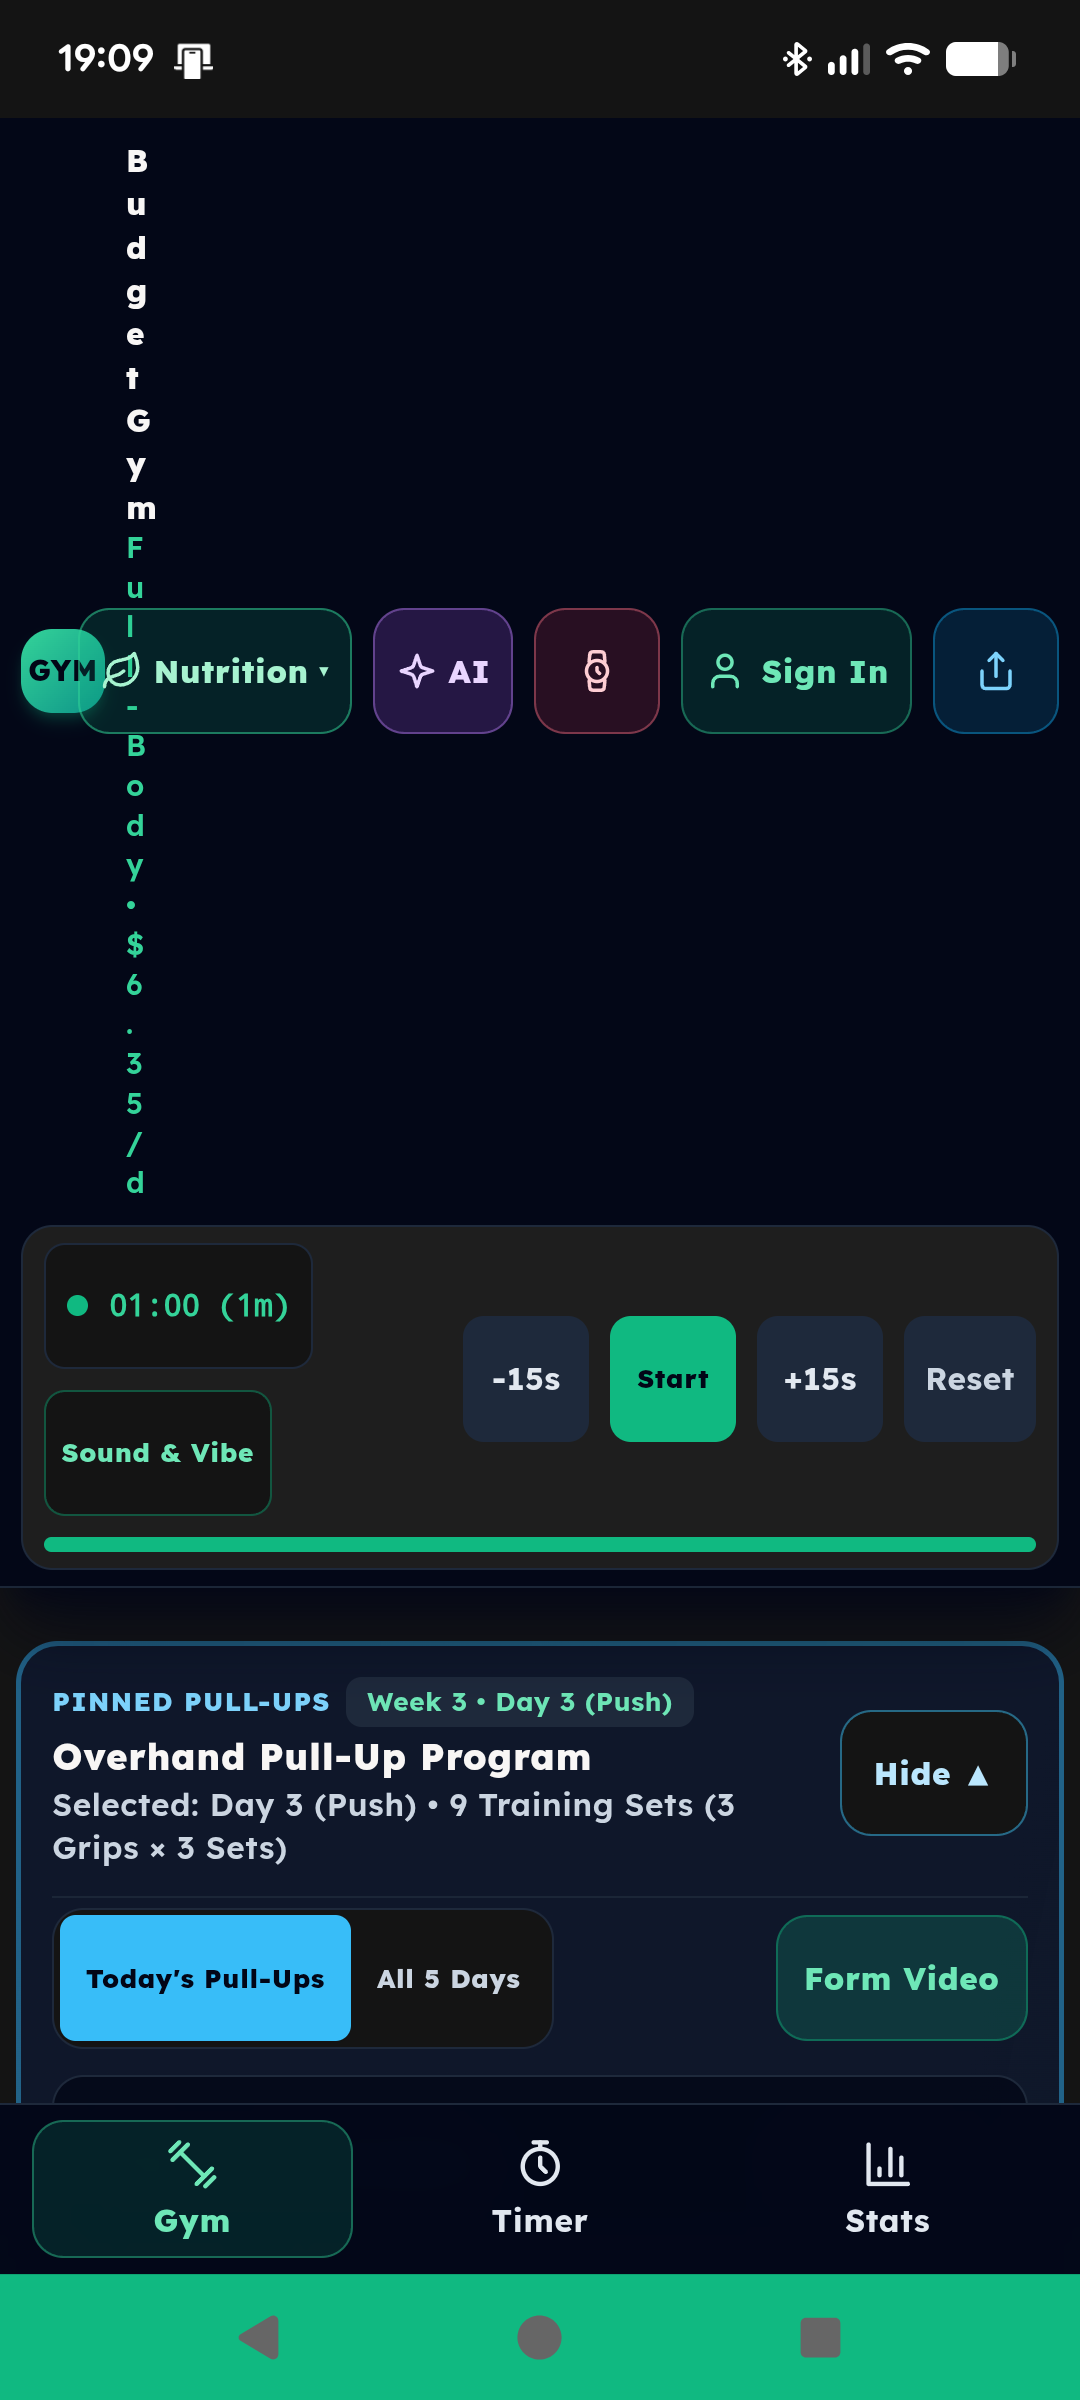 19:09
BudgetGym
Full-Body • $6.35/d
GYM
Nutrition ▾
AI
Sign In
01:00 (1m)
-15s
Start
+15s
Reset
Sound & Vibe
PINNED PULL-UPS
Week 3 • Day 3 (Push)
Overhand Pull-Up Program
Selected: Day 3 (Push) • 9 Training Sets (3
Grips × 3 Sets)
Hide ▲
Today's Pull-Ups
All 5 Days
Form Video
Gym
Timer
Stats